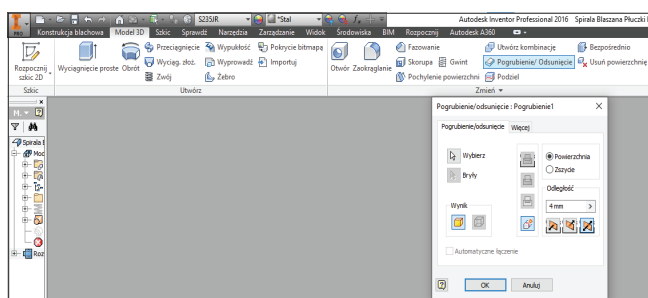 PRO
S235JR
*Stal
Autodesk Inventor Professional 2016 Spirala Blaszana Płuczki
Konstrukcja blachowa Model 3D Szkic Sprawdź Narzędzia Zarządzanie Widok Środowiska BIM Rozpocznij Autodesk A360
Rozpocznij szkic 2D
Wyciągnięcie proste Obrót
Przeciągnięcie Wypukłość Pokrycie bitmapą
Wyciąg. złoż. Wyprowadź Importuj
Zwój Żebro
Otwór Zaokrąglanie
Fazowanie
Skorupa Gwint
Pochylenie powierzchni
Utwórz kombinację
Pogrubienie/ Odsunięcie
Podziel
Bezpośrednio
Usuń powierzchnię
Szkic Utwórz Zmień
M.
Spirala
Moc
Roz
Pogrubienie/odsunięcie : Pogrubienie1
Pogrubienie/odsunięcie Więcej
Wybierz
Bryły
Powierzchnia
Zszycie
Odległość
4 mm
Wynik
Automatyczne łączenie
OK Anuluj